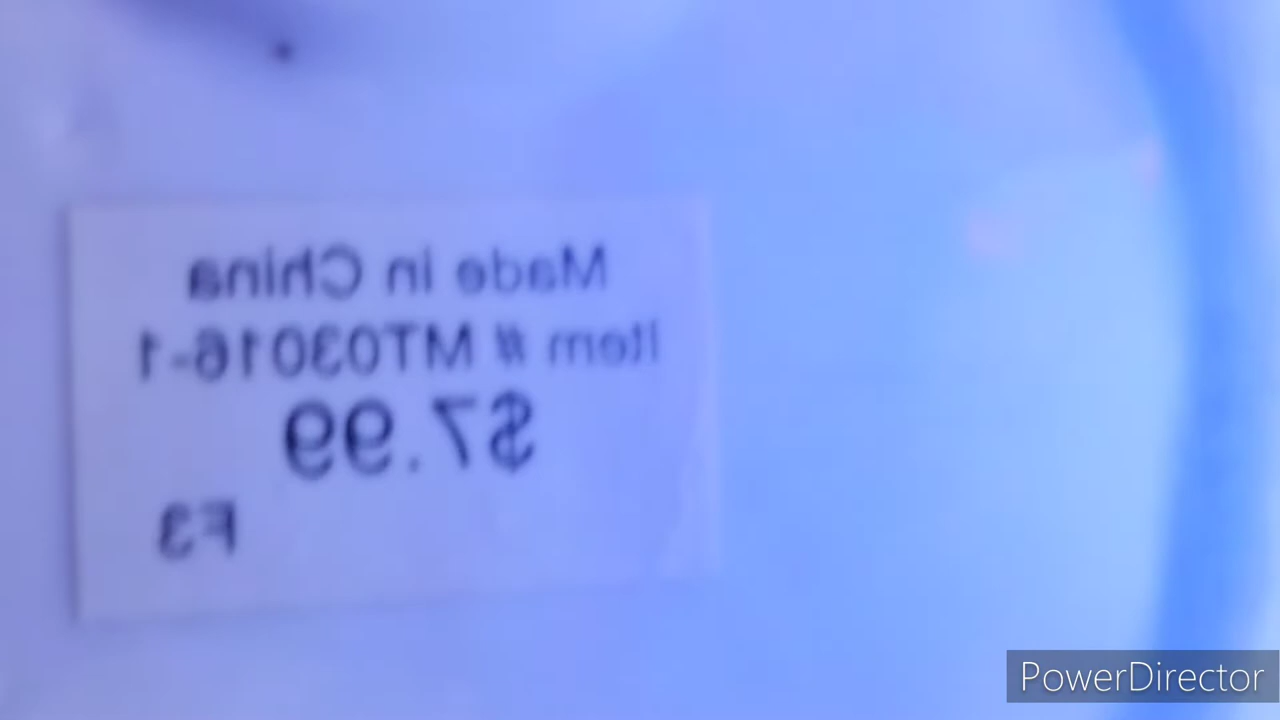 Made in China
Item # MT03016-1
$7.99
F3
PowerDirector